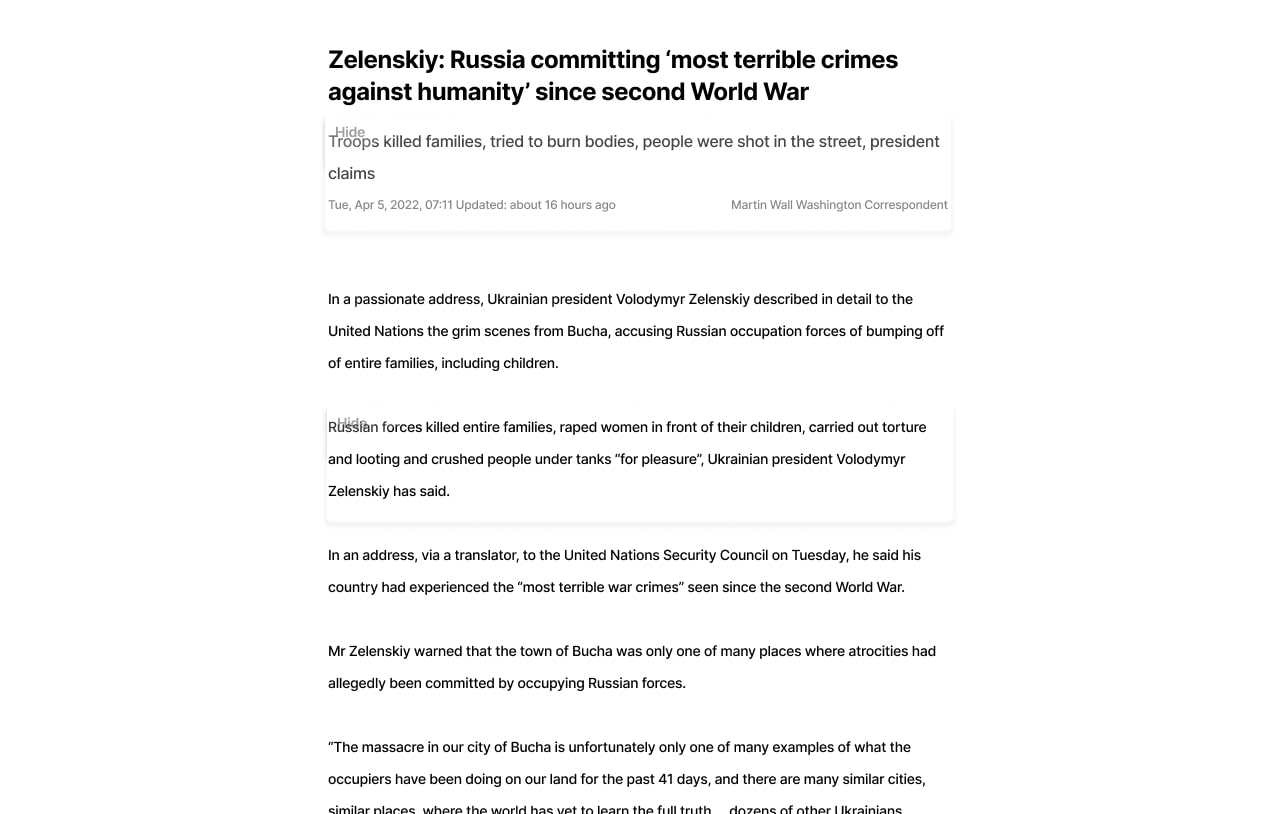 Zelenskiy: Russia committing ‘most terrible crimes
against humanity’ since second World War
Hide
Troops killed families, tried to burn bodies, people were shot in the street, president
claims
Tue, Apr 5, 2022, 07:11 Updated: about 16 hours ago Martin Wall Washington Correspondent
In a passionate address, Ukrainian president Volodymyr Zelenskiy described in detail to the
United Nations the grim scenes from Bucha, accusing Russian occupation forces of bumping off
of entire families, including children.
Hide
Russian forces killed entire families, raped women in front of their children, carried out torture
and looting and crushed people under tanks “for pleasure”, Ukrainian president Volodymyr
Zelenskiy has said.
In an address, via a translator, to the United Nations Security Council on Tuesday, he said his
country had experienced the “most terrible war crimes” seen since the second World War.
Mr Zelenskiy warned that the town of Bucha was only one of many places where atrocities had
allegedly been committed by occupying Russian forces.
“The massacre in our city of Bucha is unfortunately only one of many examples of what the
occupiers have been doing on our land for the past 41 days, and there are many similar cities,
similar places, where the world has yet to learn the full truth... dozens of other Ukrainians